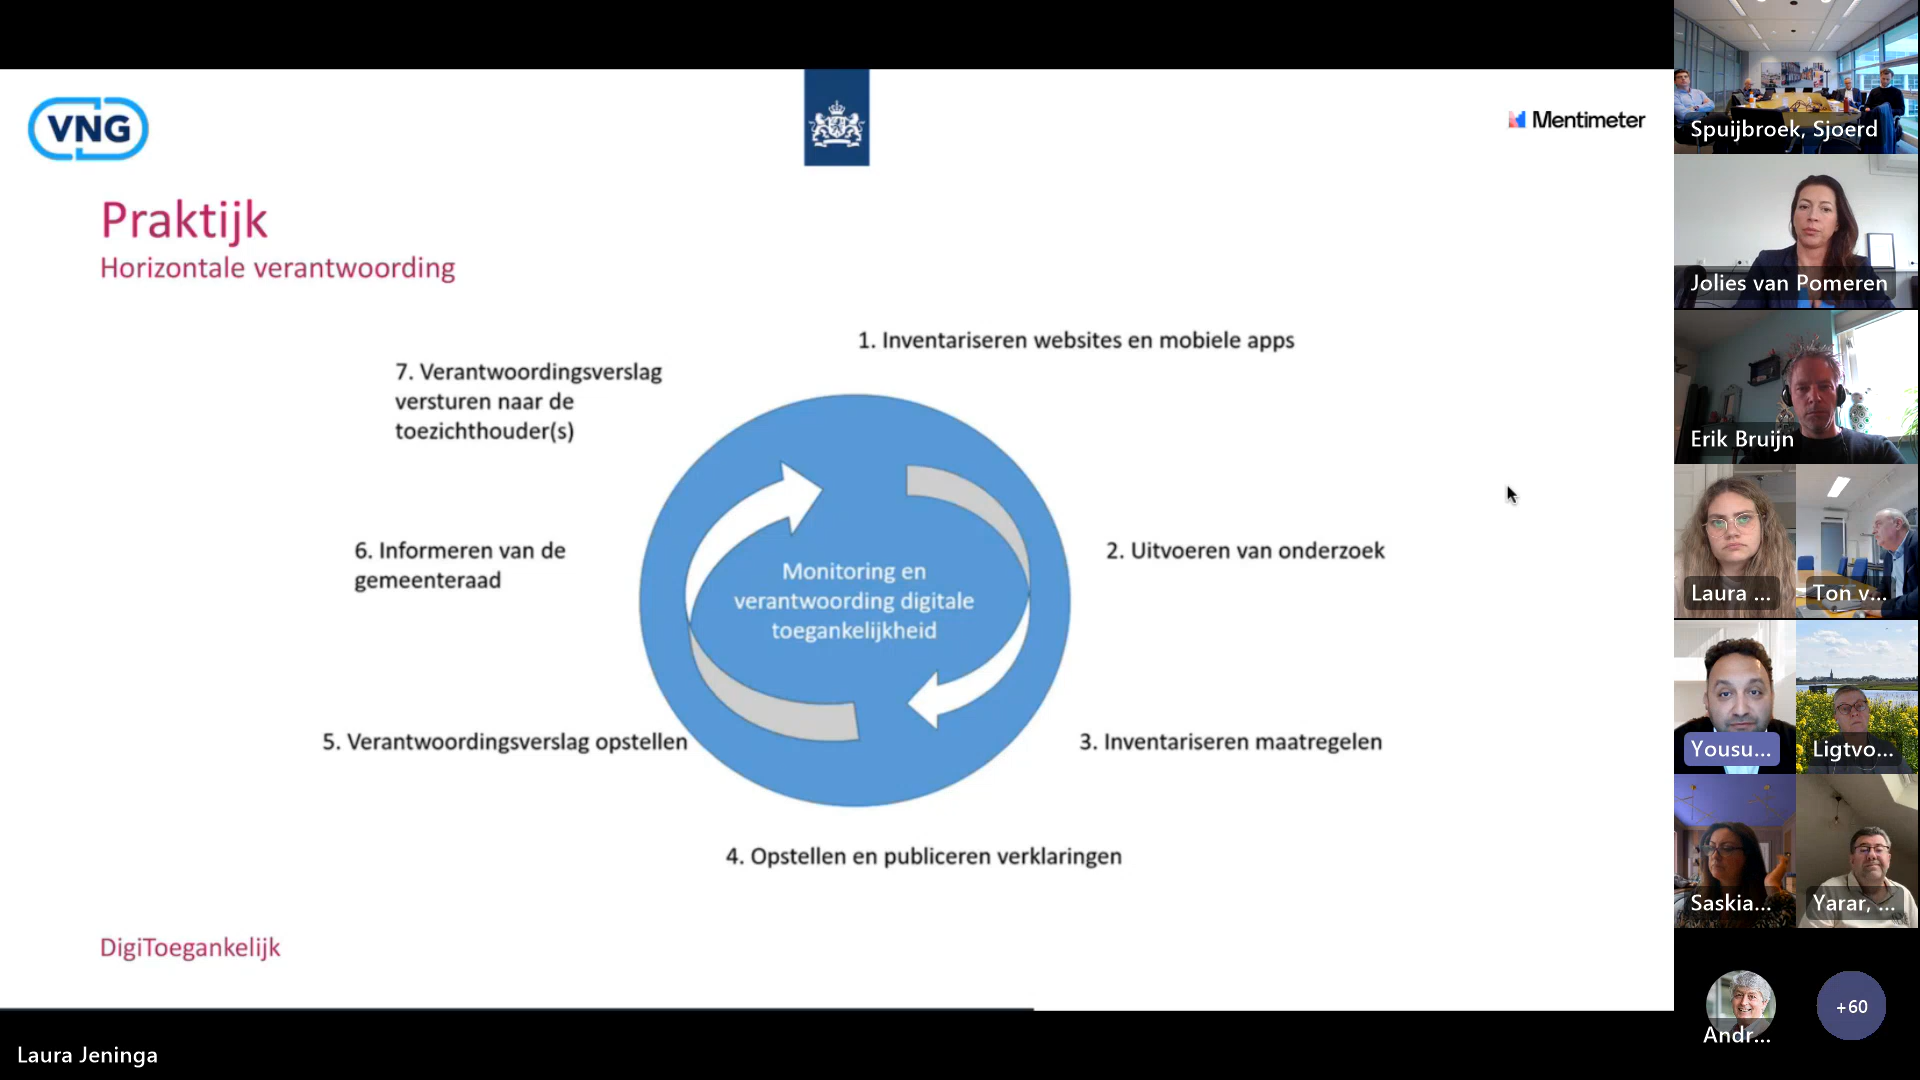 VNG
Mentimeter
Praktijk
Horizontale verantwoording
1. Inventariseren websites en mobiele apps
7. Verantwoordingsverslag
versturen naar de
toezichthouder(s)
6. Informeren van de
gemeenteraad
2. Uitvoeren van onderzoek
Monitoring en
verantwoording digitale
toegankelijkheid
5. Verantwoordingsverslag opstellen
3. Inventariseren maatregelen
4. Opstellen en publiceren verklaringen
DigiToegankelijk
Laura Jeninga
Spuijbroek, Sjoerd
Jolies van Pomeren
Erik Bruijn
Laura ...
Ton v...
Yousu...
Ligtvo...
Saskia...
Yarar, ...
Andr...
+60